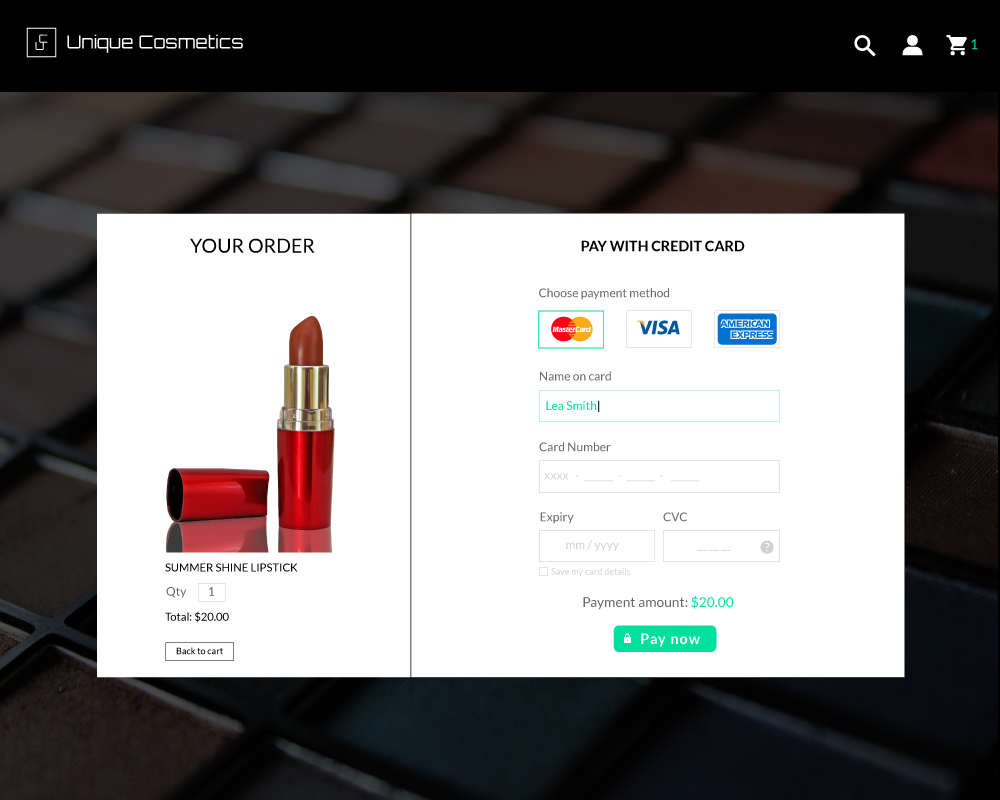 Unique Cosmetics
1
YOUR ORDER
SUMMER SHINE LIPSTICK
Qty 1
Total: $20.00
Back to cart
PAY WITH CREDIT CARD
Choose payment method
MasterCard VISA AMERICAN EXPRESS
Name on card
Lea Smith
Card Number
xxxx - ____ - ____ - ____
Expiry CVC
mm / yyyy _ _ _ ?
Save my card details
Payment amount: $20.00
Pay now